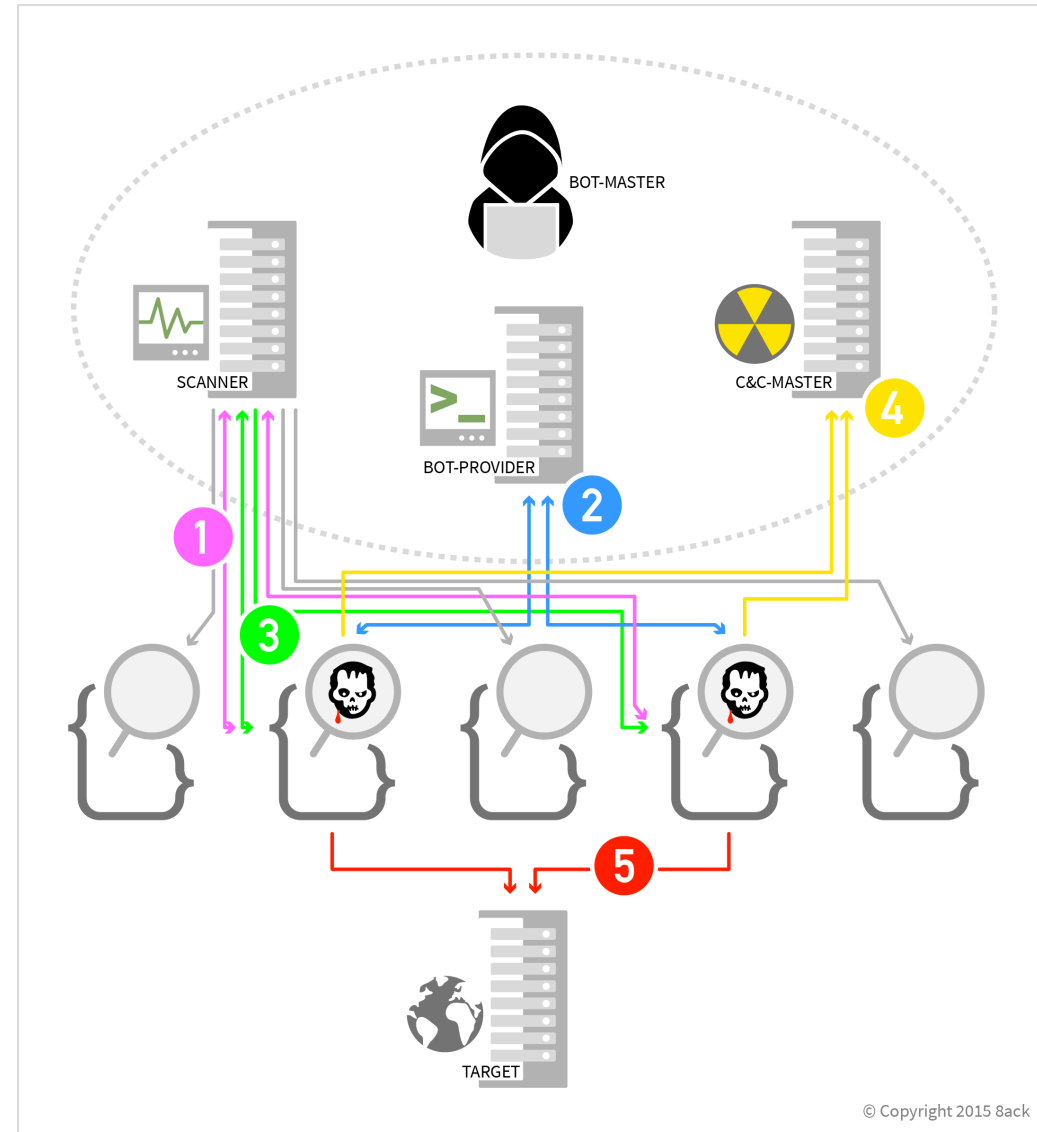 BOT-MASTER
SCANNER
>_
BOT-PROVIDER
C&C-MASTER
4
2
1
3
5
TARGET
© Copyright 2015 8ack